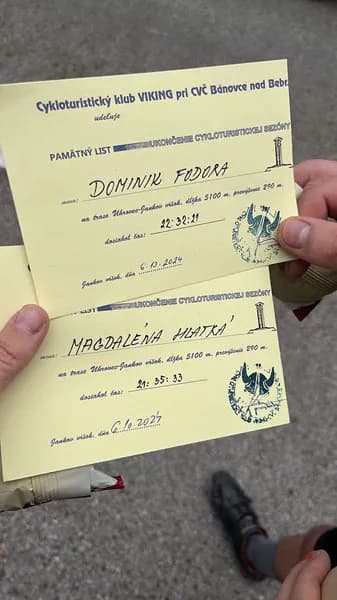 Cykloturistický klub VIKING pri CVČ Bánovce nad Bebr.
udeľuje
PAMÄTNÝ LIST UKONČENIE CYKLOTURISTICKEJ SEZÓNY
DOMINIK FODORA
na trase Uhrovec-Jankov vŕšok, dĺžka 5100 m, prevýšenie 290 m.
dosiahol čas: 22:32:21
Jankov vŕšok, dňa 6.10.2024
LIST UKONČENIE CYKLOTURISTICKEJ SEZÓNY
MAGDALÉNA HLATKÁ
na trase Uhrovec-Jankov vŕšok, dĺžka 5100 m, prevýšenie 290 m.
dosiahol čas: 21:35:33
Jankov vŕšok, dňa 6.10.2024